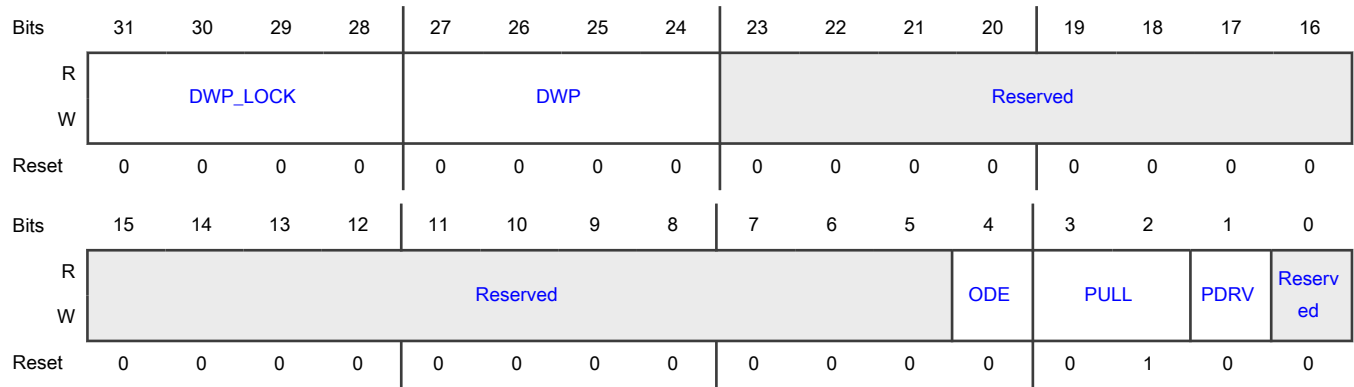 Bits 31 30 29 28 27 26 25 24 23 22 21 20 19 18 17 16
R
DWP_LOCK DWP Reserved
W
Reset 0 0 0 0 0 0 0 0 0 0 0 0 0 0 0 0
Bits 15 14 13 12 11 10 9 8 7 6 5 4 3 2 1 0
R
Reserved ODE PULL PDRV Reserv
ed
W
Reset 0 0 0 0 0 0 0 0 0 0 0 0 0 1 0 0